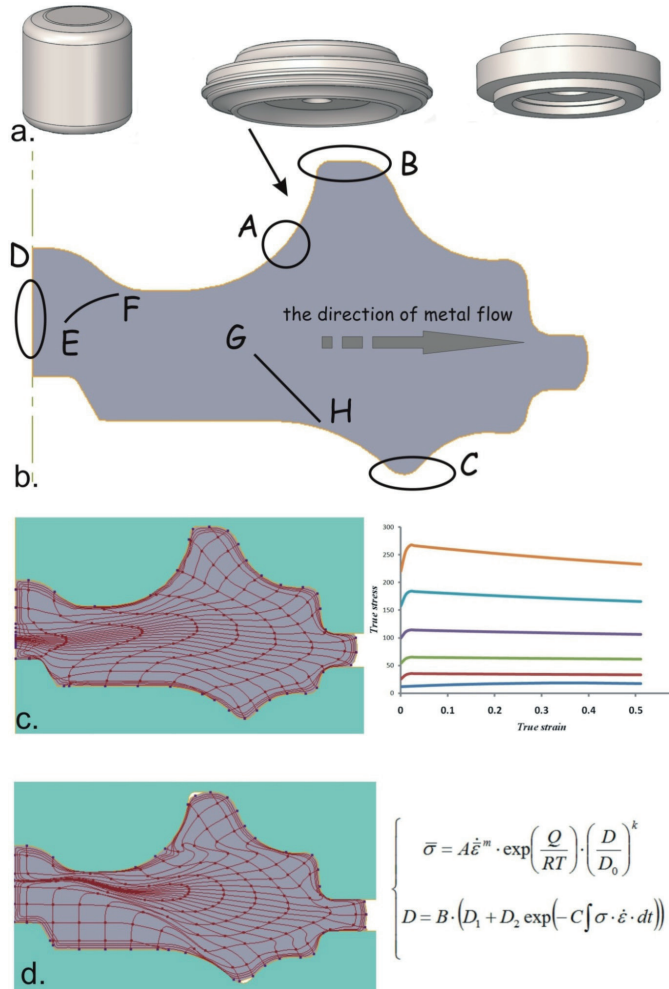 a.
B
A
D
F
the direction of metal flow
E
G
H
C
b.
300
250
200
150
100
50
0
True stress
0 0.1 0.2 0.3 0.4 0.5
True strain
c.
σ̅ = Aε̅̇ᵐ · exp(Q/RT) · (D/D₀)ᵏ
D = B · (D₁ + D₂ exp(−C∫σ · ε̇ · dt))
d.